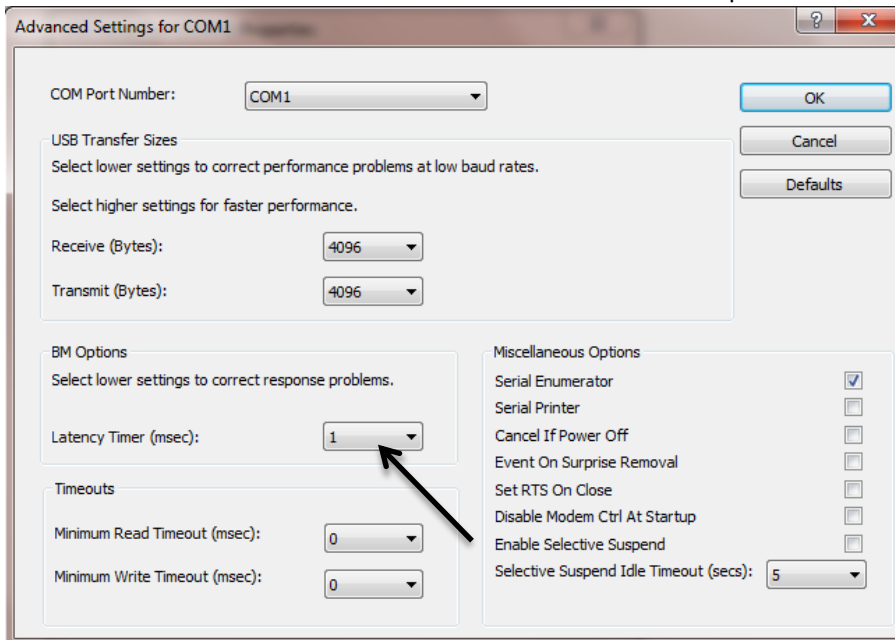 Advanced Settings for COM1
COM Port Number:
COM1
OK
Cancel
Defaults
USB Transfer Sizes
Select lower settings to correct performance problems at low baud rates.
Select higher settings for faster performance.
Receive (Bytes):
4096
Transmit (Bytes):
4096
BM Options
Select lower settings to correct response problems.
Latency Timer (msec):
1
Timeouts
Minimum Read Timeout (msec):
0
Minimum Write Timeout (msec):
0
Miscellaneous Options
Serial Enumerator
Serial Printer
Cancel If Power Off
Event On Surprise Removal
Set RTS On Close
Disable Modem Ctrl At Startup
Enable Selective Suspend
Selective Suspend Idle Timeout (secs):
5